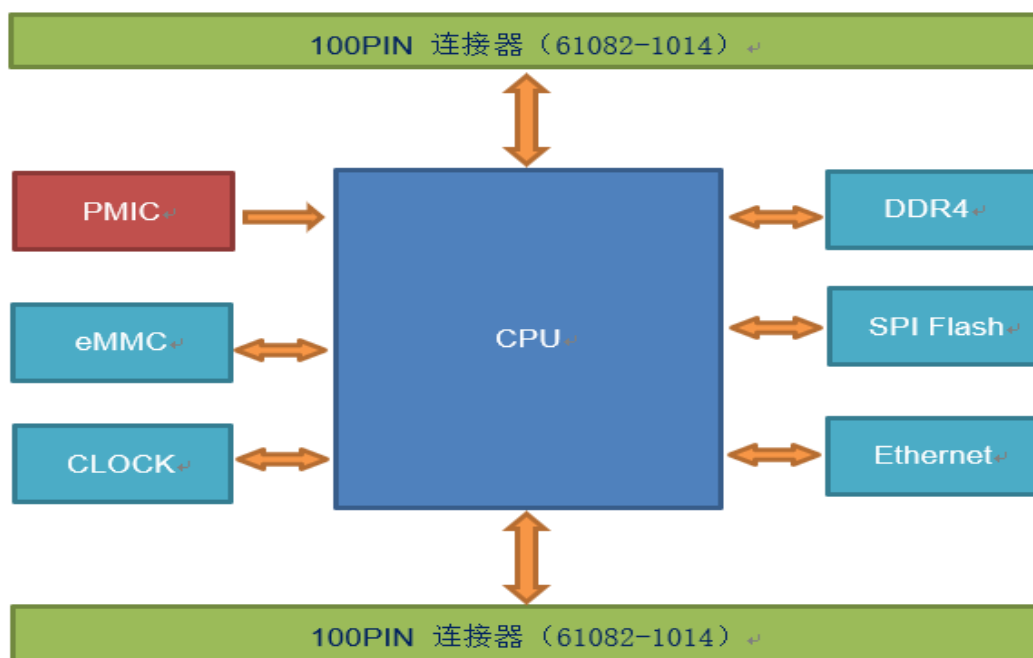 100PIN 连接器（61082-1014）
PMIC
DDR4
eMMC
CPU
SPI Flash
CLOCK
Ethernet
100PIN 连接器（61082-1014）